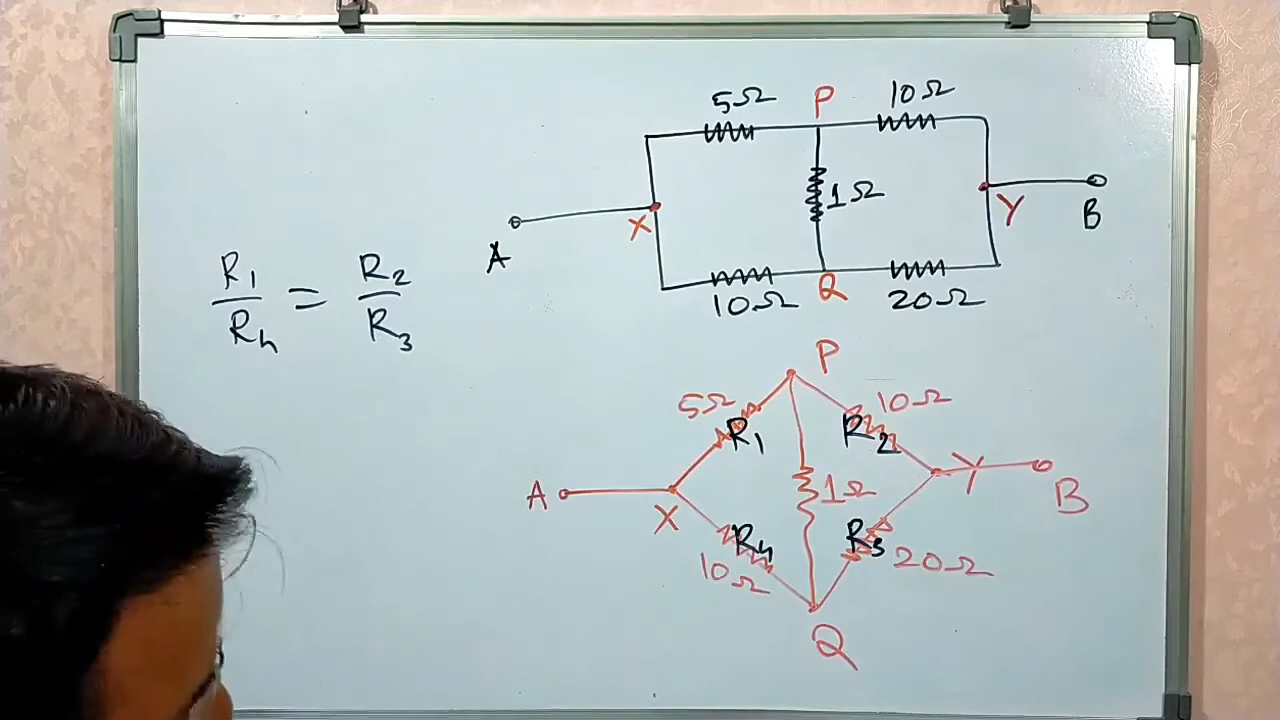 5Ω P 10Ω
1Ω
X Y
A B
10Ω Q 20Ω
R1/R4 = R2/R3
P
5Ω 10Ω
R1 R2
A 1Ω Y B
X
R4 R3
10Ω 20Ω
Q